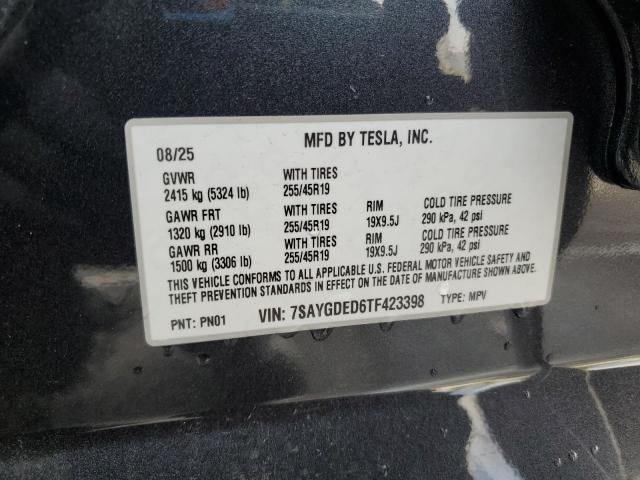 MFD BY TESLA, INC.
08/25
GVWR WITH TIRES
2415 kg (5324 lb) 255/45R19
GAWR FRT WITH TIRES RIM COLD TIRE PRESSURE
1320 kg (2910 lb) 255/45R19 19X9.5J 290 kPa, 42 psi
GAWR RR WITH TIRES RIM COLD TIRE PRESSURE
1500 kg (3306 lb) 255/45R19 19X9.5J 290 kPa, 42 psi
THIS VEHICLE CONFORMS TO ALL APPLICABLE U.S. FEDERAL MOTOR VEHICLE SAFETY AND
THEFT PREVENTION STANDARDS IN EFFECT ON THE DATE OF MANUFACTURE SHOWN ABOVE.
PNT: PN01 VIN: 7SAYGDED6TF423398 TYPE: MPV